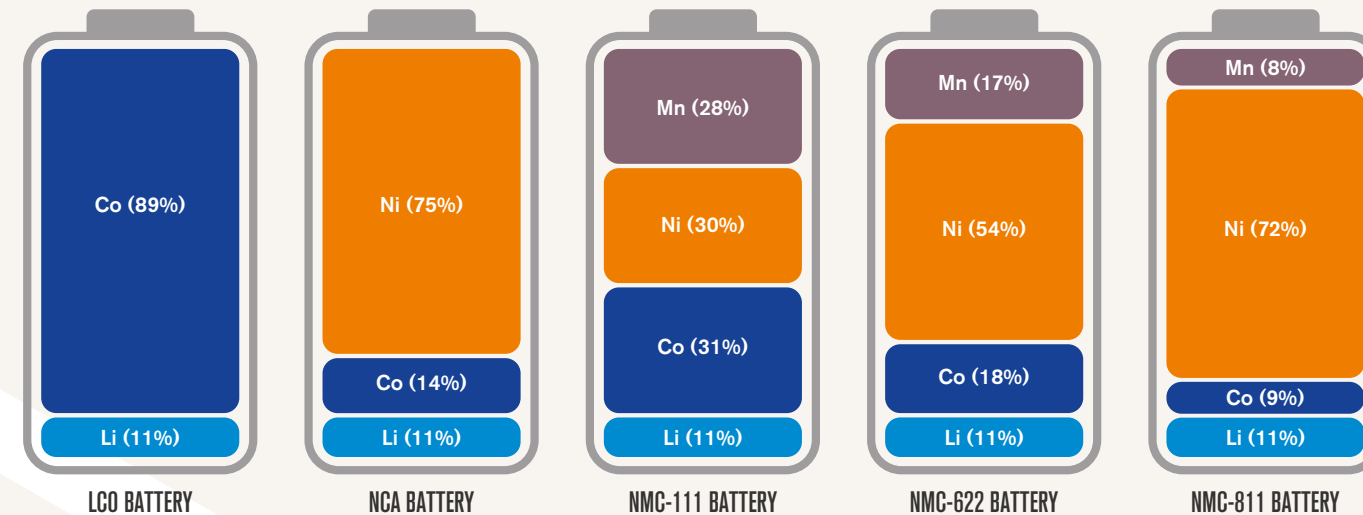 Co (89%)
Li (11%)
LCO BATTERY
Ni (75%)
Co (14%)
Li (11%)
NCA BATTERY
Mn (28%)
Ni (30%)
Co (31%)
Li (11%)
NMC-111 BATTERY
Mn (17%)
Ni (54%)
Co (18%)
Li (11%)
NMC-622 BATTERY
Mn (8%)
Ni (72%)
Co (9%)
Li (11%)
NMC-811 BATTERY